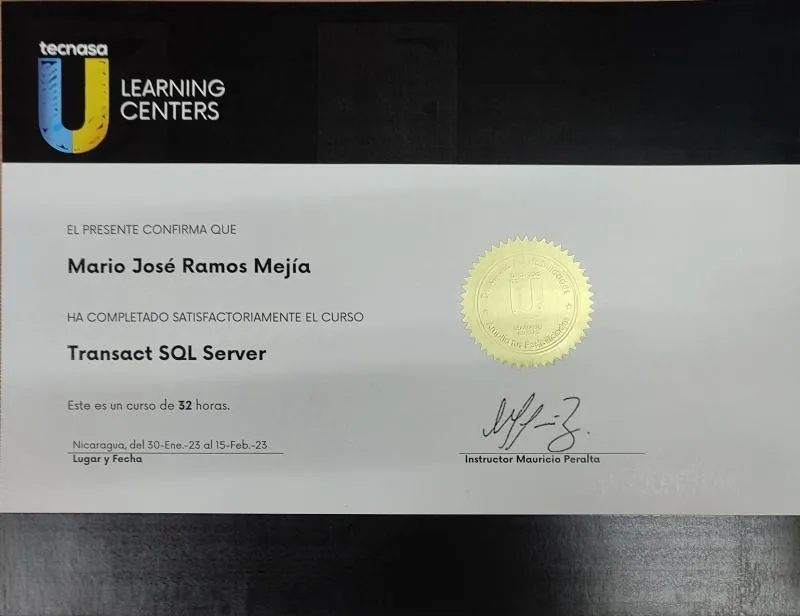 tecnasa
U
LEARNING
CENTERS
EL PRESENTE CONFIRMA QUE
Mario José Ramos Mejía
HA COMPLETADO SATISFACTORIAMENTE EL CURSO
Transact SQL Server
Este es un curso de 32 horas.
Nicaragua, del 30-Ene.-23 al 15-Feb.-23
Lugar y Fecha
U
Instructor Mauricio Peralta